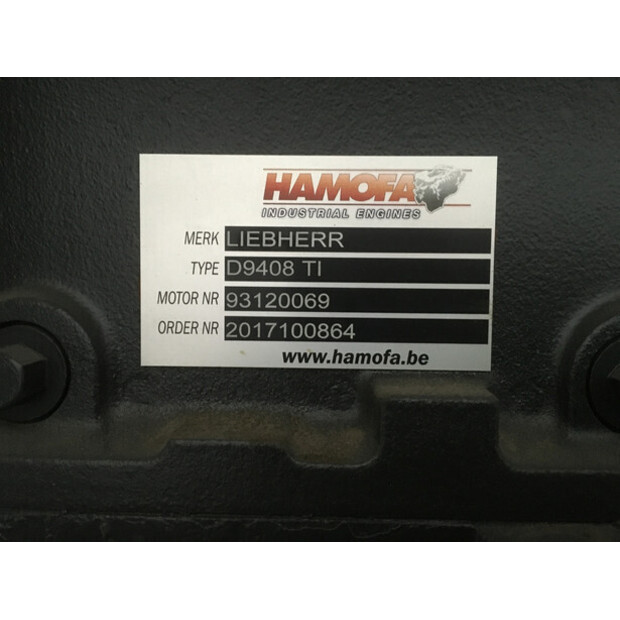 HAMOFA
INDUSTRIAL ENGINES
MERK LIEBHERR
TYPE D9408 TI
MOTOR NR 93120069
ORDER NR 2017100864
www.hamofa.be